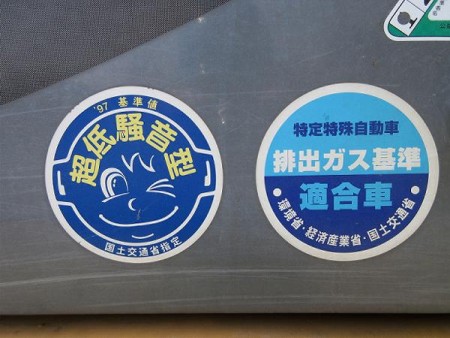 '97 基準値
超低騒音型
国土交通省指定
特定特殊自動車
排出ガス基準
適合車
・環境省・経済産業省・国土交通省・